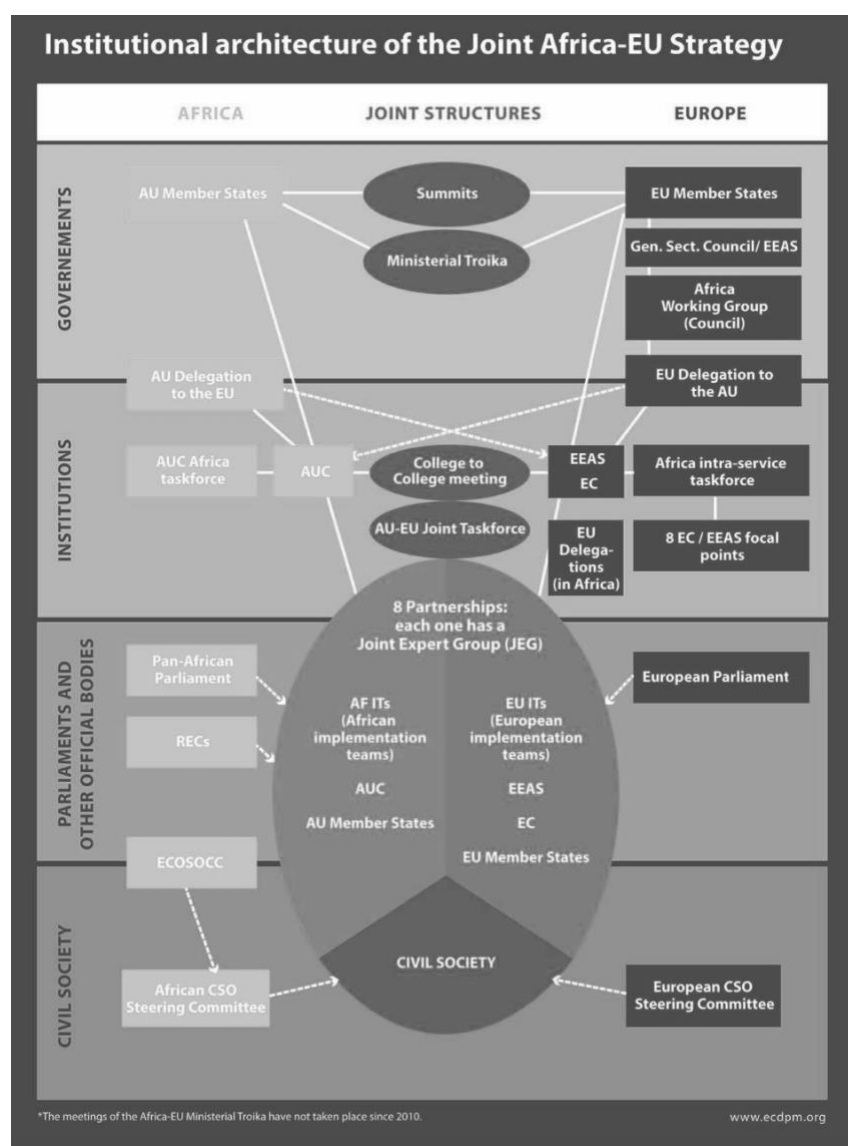 Institutional architecture of the Joint Africa-EU Strategy
AFRICA
JOINT STRUCTURES
EUROPE
GOVERNEMENTS
AU Member States
Summits
EU Member States
Ministerial Troika
Gen. Sect. Council/ EEAS
Africa
Working Group
(Council)
AU Delegation
to the EU
EU Delegation to
the AU
INSTITUTIONS
AUC Africa
taskforce
AUC
College to
College meeting
EEAS
EC
Africa intra-service
taskforce
AU-EU Joint Taskforce
EU
Delega-
tions
(in Africa)
8 EC / EEAS focal
points
8 Partnerships:
each one has a
Joint Expert Group (JEG)
PARLIAMENTS AND
OTHER OFFICIAL BODIES
Pan-African
Parliament
RECs
AF ITs
(African
implementation
teams)
AUC
AU Member States
EU ITs
(European
implementation
teams)
EEAS
EC
EU Member States
European Parliament
ECOSOCC
CIVIL SOCIETY
African CSO
Steering Committee
CIVIL SOCIETY
European CSO
Steering Committee
*The meetings of the Africa-EU Ministerial Troika have not taken place since 2010.
www.ecdpm.org